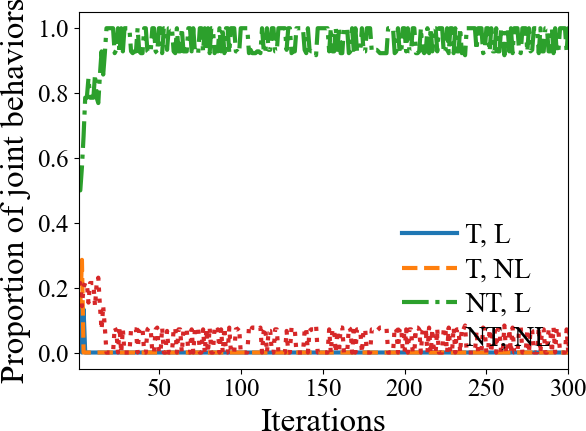 Proportion of joint behaviors
1.0
0.8
0.6
0.4
0.2
0.0
T, L
T, NL
NT, L
NT, NL
50
100
150
200
250
300
Iterations